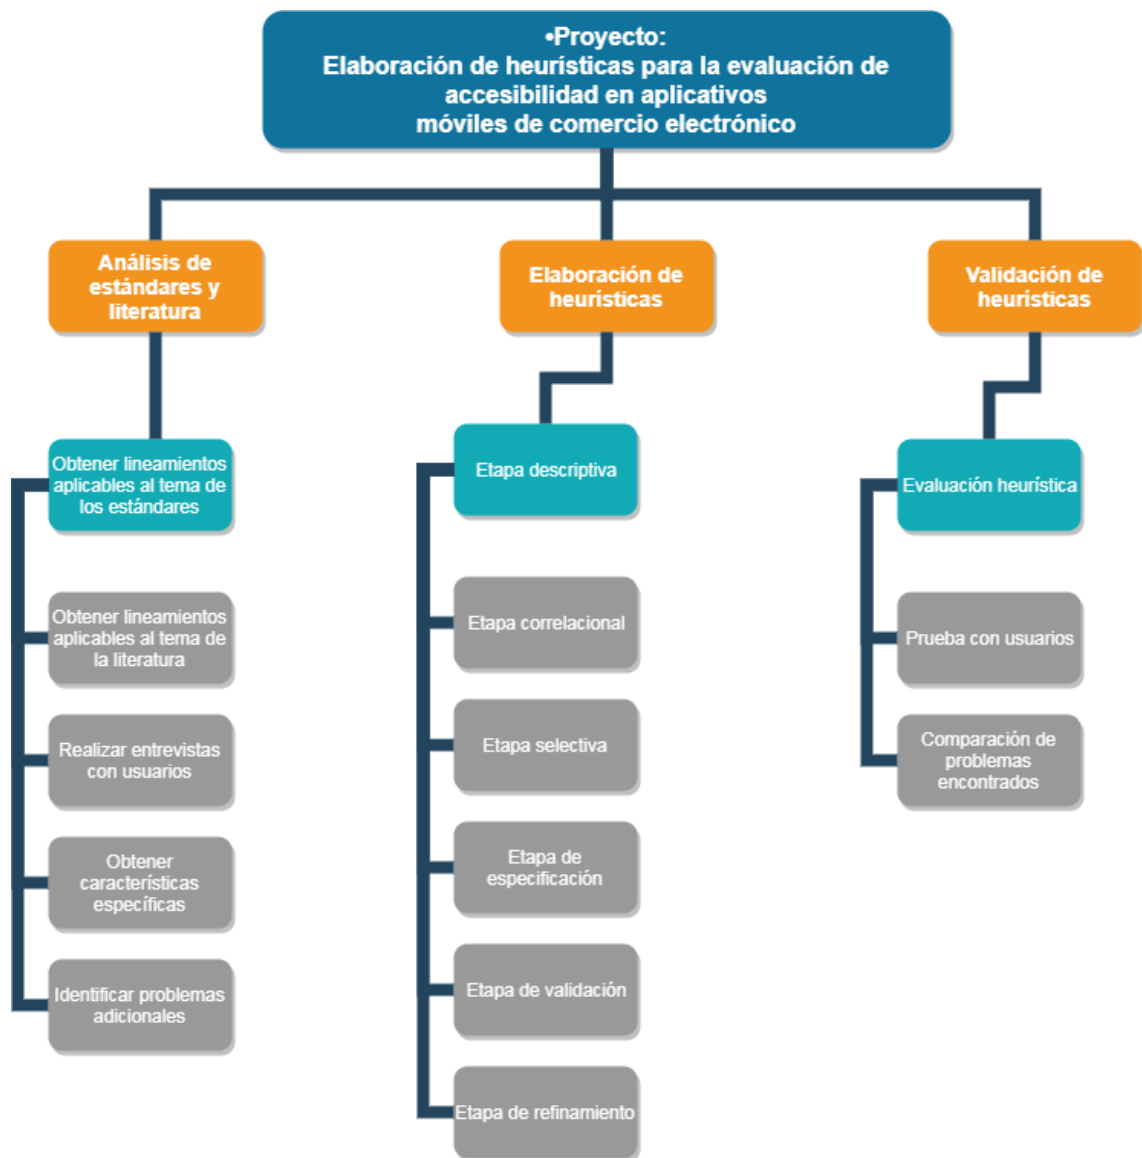 •Proyecto:
Elaboración de heurísticas para la evaluación de
accesibilidad en aplicativos
móviles de comercio electrónico
Análisis de
estándares y
literatura
Obtener lineamientos
aplicables al tema de
los estándares
Obtener lineamientos
aplicables al tema de
la literatura
Realizar entrevistas
con usuarios
Obtener
características
específicas
Identificar problemas
adicionales
Elaboración de
heurísticas
Etapa descriptiva
Etapa correlacional
Etapa selectiva
Etapa de
especificación
Etapa de validación
Etapa de refinamiento
Validación de
heurísticas
Evaluación heurística
Prueba con usuarios
Comparación de
problemas
encontrados